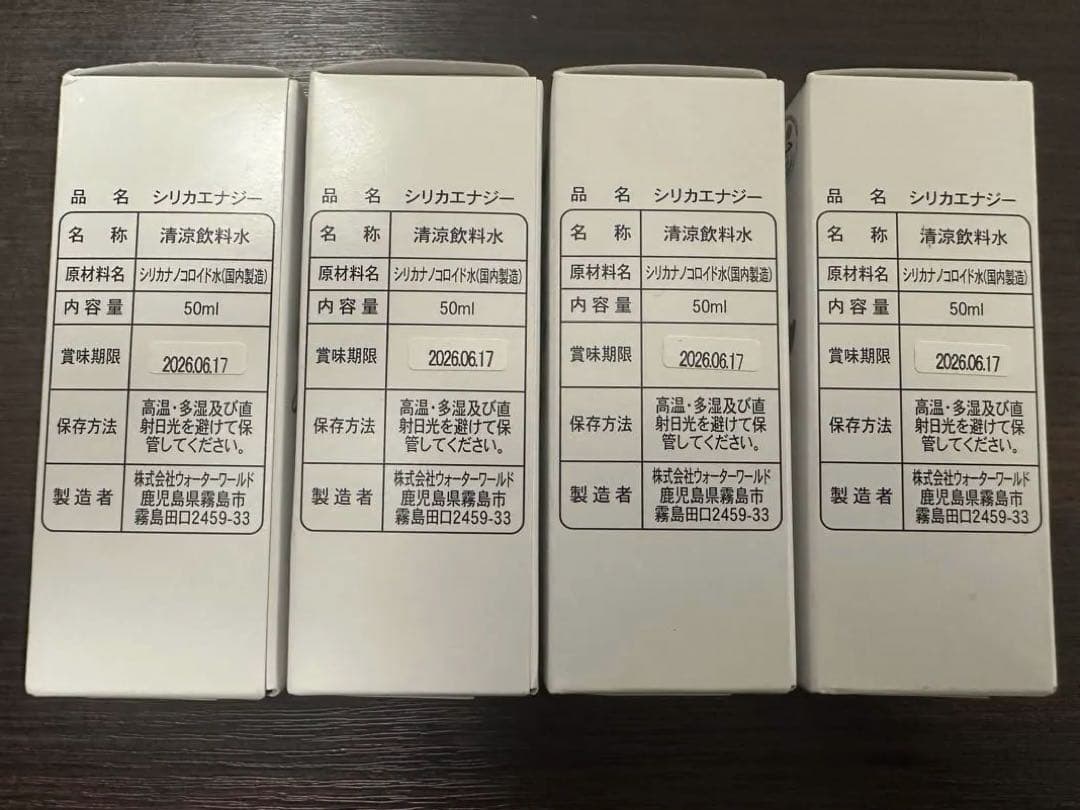 品名 シリカエナジー
名称 清涼飲料水
原材料名 シリカナノコロイド水(国内製造)
内容量 50ml
賞味期限 2026.06.17
保存方法 高温・多湿及び直
射日光を避けて保
管してください。
製造者 株式会社ウォーターワールド
鹿児島県霧島市
霧島田口2459-33
品名 シリカエナジー
名称 清涼飲料水
原材料名 シリカナノコロイド水(国内製造)
内容量 50ml
賞味期限 2026.06.17
保存方法 高温・多湿及び直
射日光を避けて保
管してください。
製造者 株式会社ウォーターワールド
鹿児島県霧島市
霧島田口2459-33
品名 シリカエナジー
名称 清涼飲料水
原材料名 シリカナノコロイド水(国内製造)
内容量 50ml
賞味期限 2026.06.17
保存方法 高温・多湿及び直
射日光を避けて保
管してください。
製造者 株式会社ウォーターワールド
鹿児島県霧島市
霧島田口2459-33
品名 シリカエナジー
名称 清涼飲料水
原材料名 シリカナノコロイド水(国内製造)
内容量 50ml
賞味期限 2026.06.17
保存方法 高温・多湿及び直
射日光を避けて保
管してください。
製造者 株式会社ウォーターワールド
鹿児島県霧島市
霧島田口2459-33